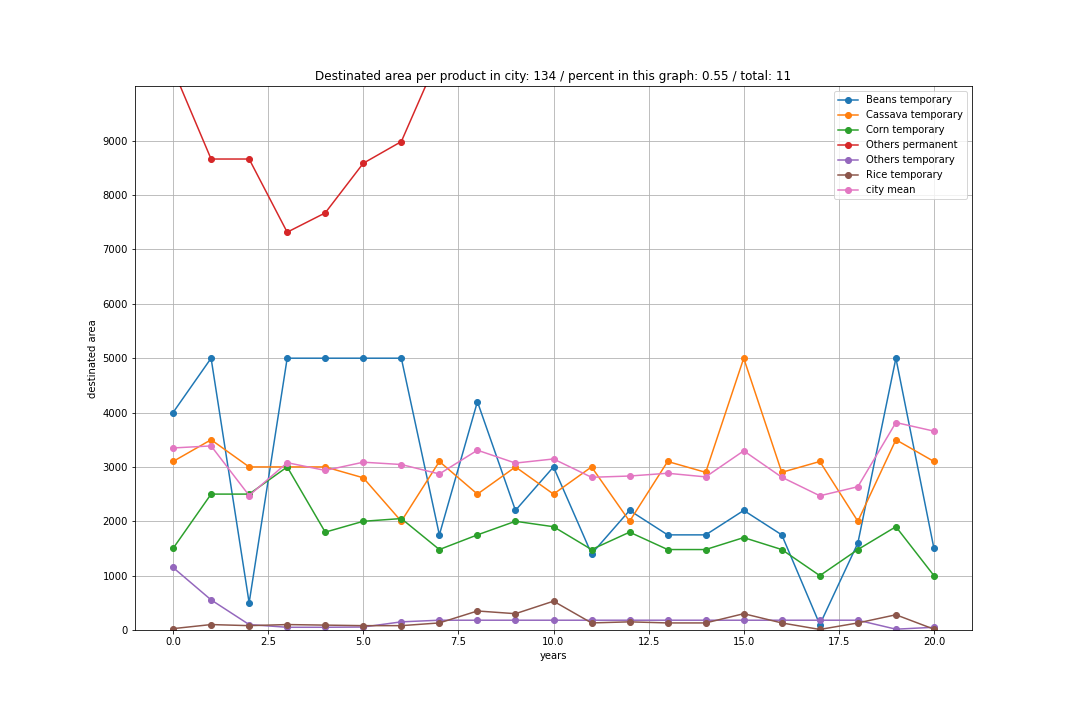 Destinated area per product in city: 134 / percent in this graph: 0.55 / total: 11
Beans temporary
Cassava temporary
Corn temporary
Others permanent
Others temporary
Rice temporary
city mean
9000
8000
7000
6000
5000
4000
3000
2000
1000
0
destinated area
0.0 2.5 5.0 7.5 10.0 12.5 15.0 17.5 20.0
years